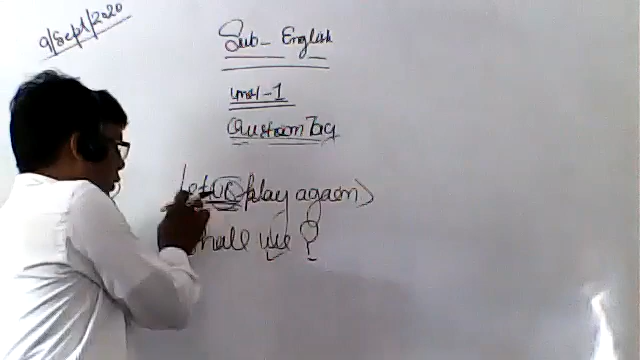 9/Sept/2020
Sub- English
Unit-1
Question Tag
Let us play again,
Shall we ?